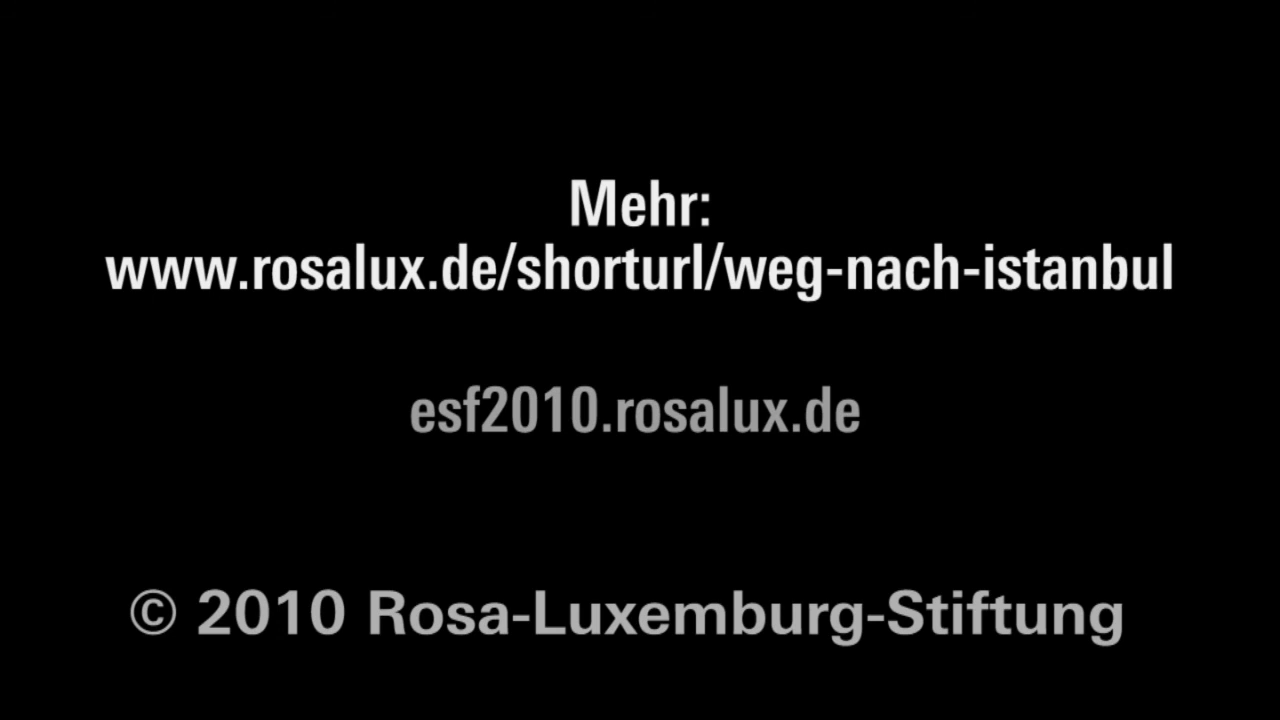 Mehr:
www.rosalux.de/shorturl/weg-nach-istanbul
esf2010.rosalux.de
© 2010 Rosa-Luxemburg-Stiftung